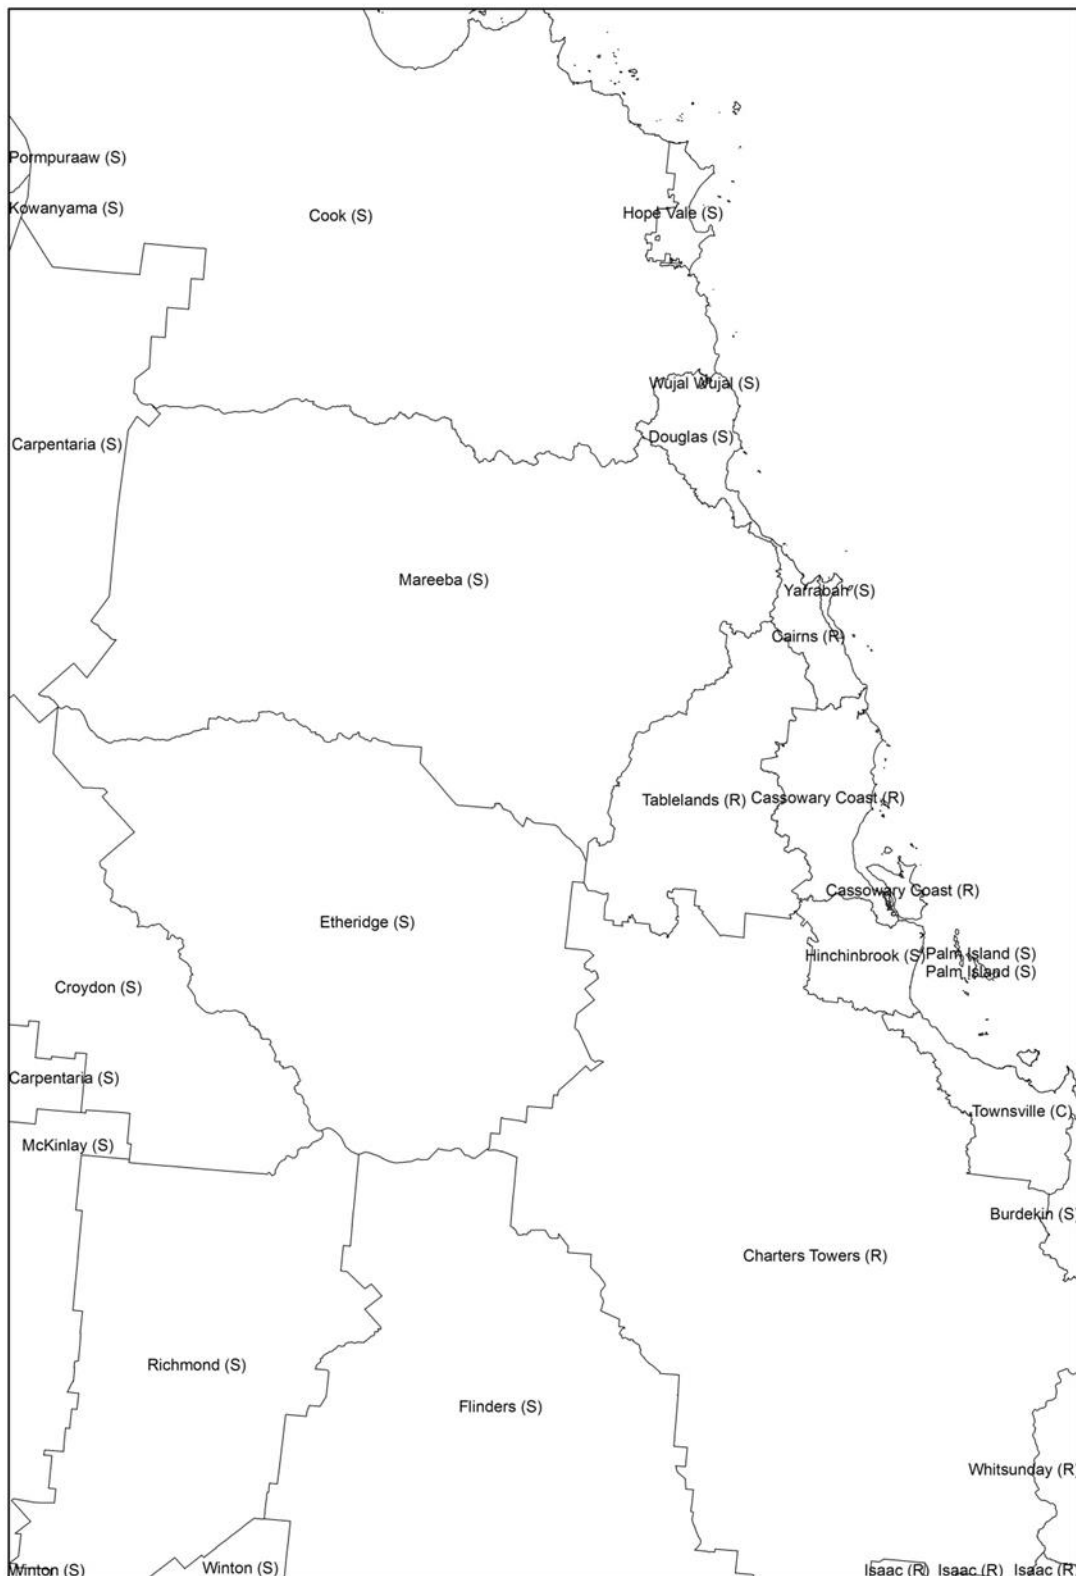 Pormpuraaw (S)
Kowanyama (S)
Cook (S)
Hope Vale (S)
Wujal Wujal (S)
Carpentaria (S)
Douglas (S)
Mareeba (S)
Yarrabah (S)
Cairns (R)
Tablelands (R)
Cassowary Coast (R)
Cassowary Coast (R)
Etheridge (S)
Hinchinbrook (S)
Palm Island (S)
Palm Island (S)
Croydon (S)
Carpentaria (S)
Townsville (C)
McKinlay (S)
Burdekin (S)
Charters Towers (R)
Richmond (S)
Flinders (S)
Whitsunday (R)
Winton (S)
Winton (S)
Isaac (R)
Isaac (R)
Isaac (R)